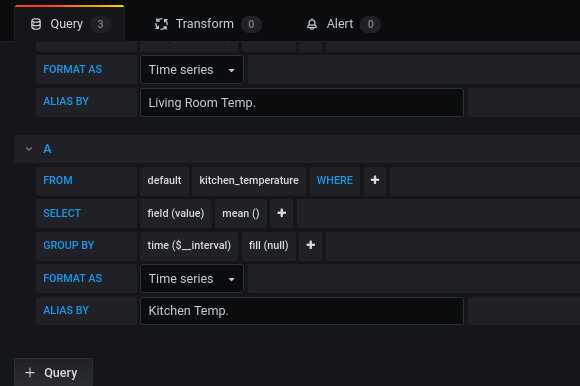 Query 3 Transform 0 Alert 0
FORMAT AS Time series
ALIAS BY Living Room Temp.
A
FROM default kitchen_temperature WHERE +
SELECT field (value) mean () +
GROUP BY time ($__interval) fill (null) +
FORMAT AS Time series
ALIAS BY Kitchen Temp.
+ Query